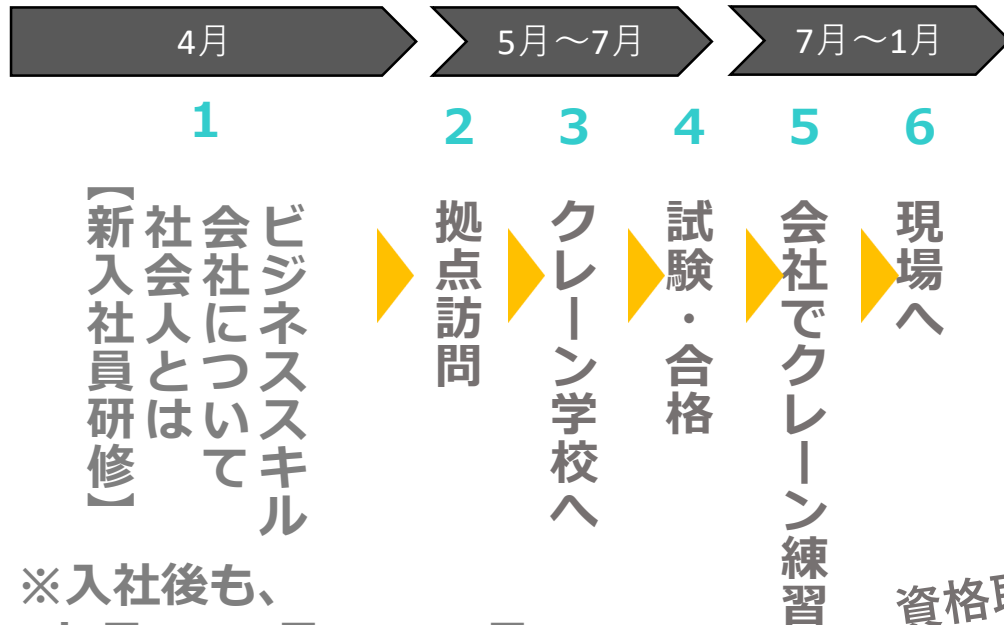 4月
5月～7月
7月～1月
1
2
3
4
5
6
ビジネススキル
会社について
社会人とは
【新入社員研修】
拠点訪問
クレーン学校へ
試験・合格
会社でクレーン練習
現場へ
※入社後も、
資格